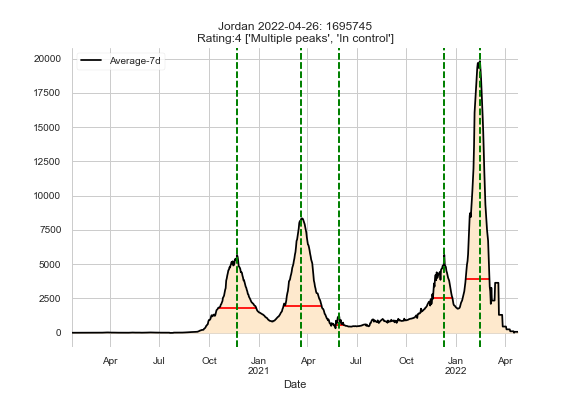 Jordan 2022-04-26: 1695745
Rating:4 ['Multiple peaks', 'In control']
Average-7d
20000
17500
15000
12500
10000
7500
5000
2500
0
Apr Jul Oct Jan Apr Jul Oct Jan Apr
2021 2022
Date